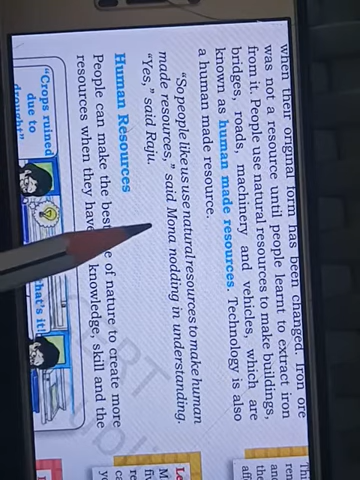 when their original form has been changed. Iron ore
was not a resource until people learnt to extract iron
from it. People use natural resources to make buildings,
bridges, roads, machinery and vehicles, which are
known as human made resources. Technology is also
a human made resource.
“So people like us use natural resources to make human
made resources,” said Mona nodding in understanding.
“Yes,” said Raju.
Human Resources
People can make the best of nature to create more
resources when they have knowledge, skill and the
“Crops ruined
due to
drought”
that's it!